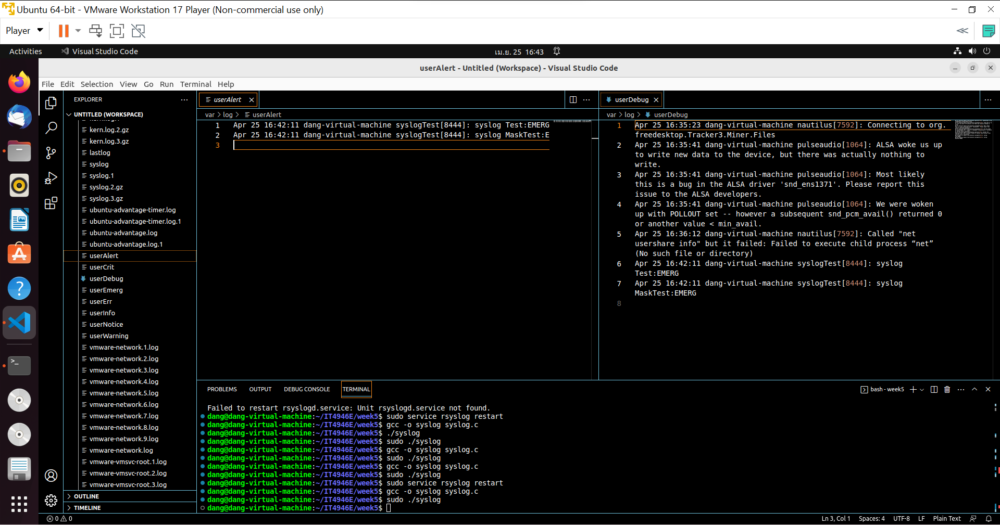 Ubuntu 64-bit - VMware Workstation 17 Player (Non-commercial use only)
Player
Activities
Visual Studio Code
เม.ย. 25 16:43
userAlert - Untitled (Workspace) - Visual Studio Code
File Edit Selection View Go Run Terminal Help
EXPLORER
UNTITLED (WORKSPACE)
kern.log.2.gz
kern.log.3.gz
lastlog
syslog
syslog.1
syslog.2.gz
syslog.3.gz
ubuntu-advantage-timer.log
ubuntu-advantage-timer.log.1
ubuntu-advantage.log
ubuntu-advantage.log.1
userAlert
userCrit
userDebug
userEmerg
userErr
userInfo
userNotice
userWarning
vmware-network.1.log
vmware-network.2.log
vmware-network.3.log
vmware-network.4.log
vmware-network.5.log
vmware-network.6.log
vmware-network.7.log
vmware-network.8.log
vmware-network.9.log
vmware-network.log
vmware-vmsvc-root.1.log
vmware-vmsvc-root.2.log
vmware-vmsvc-root.3.log
OUTLINE
TIMELINE
userAlert
var > log > userAlert
1 Apr 25 16:42:11 dang-virtual-machine syslogTest[8444]: syslog Test:EMERG
2 Apr 25 16:42:11 dang-virtual-machine syslogTest[8444]: syslog MaskTest:E
3
userDebug
var > log > userDebug
1 Apr 25 16:35:23 dang-virtual-machine nautilus[7592]: Connecting to org.
freedesktop.Tracker3.Miner.Files
2 Apr 25 16:35:41 dang-virtual-machine pulseaudio[1064]: ALSA woke us up
to write new data to the device, but there was actually nothing to
write.
3 Apr 25 16:35:41 dang-virtual-machine pulseaudio[1064]: Most likely
this is a bug in the ALSA driver 'snd_ens1371'. Please report this
issue to the ALSA developers.
4 Apr 25 16:35:41 dang-virtual-machine pulseaudio[1064]: We were woken
up with POLLOUT set -- however a subsequent snd_pcm_avail() returned 0
or another value < min_avail.
5 Apr 25 16:36:12 dang-virtual-machine nautilus[7592]: Called "net
usershare info" but it failed: Failed to execute child process “net”
(No such file or directory)
6 Apr 25 16:42:11 dang-virtual-machine syslogTest[8444]: syslog
Test:EMERG
7 Apr 25 16:42:11 dang-virtual-machine syslogTest[8444]: syslog
MaskTest:EMERG
8
PROBLEMS OUTPUT DEBUG CONSOLE TERMINAL
bash - week5
Failed to restart rsyslogd.service: Unit rsyslogd.service not found.
dang@dang-virtual-machine:~/IT4946E/week5$ sudo service rsyslog restart
dang@dang-virtual-machine:~/IT4946E/week5$ gcc -o syslog syslog.c
dang@dang-virtual-machine:~/IT4946E/week5$ ./syslog
dang@dang-virtual-machine:~/IT4946E/week5$ sudo ./syslog
dang@dang-virtual-machine:~/IT4946E/week5$ gcc -o syslog syslog.c
dang@dang-virtual-machine:~/IT4946E/week5$ sudo ./syslog
dang@dang-virtual-machine:~/IT4946E/week5$ gcc -o syslog syslog.c
dang@dang-virtual-machine:~/IT4946E/week5$ sudo ./syslog
dang@dang-virtual-machine:~/IT4946E/week5$ sudo service rsyslog restart
dang@dang-virtual-machine:~/IT4946E/week5$ gcc -o syslog syslog.c
dang@dang-virtual-machine:~/IT4946E/week5$ sudo ./syslog
dang@dang-virtual-machine:~/IT4946E/week5$
0 0
Ln 3, Col 1 Spaces: 4 UTF-8 LF Plain Text